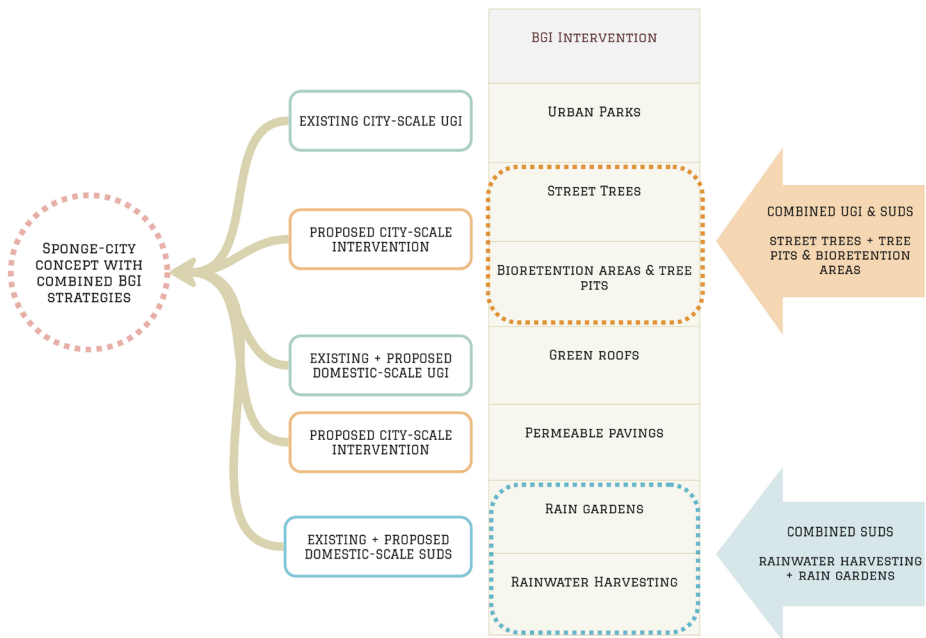 BGI Intervention
EXISTING CITY-SCALE UGI
Urban Parks
Street Trees
PROPOSED CITY-SCALE
INTERVENTION
Bioretention areas & tree
pits
COMBINED UGI & SUDS
STREET TREES + TREE
PITS & BIORETENTION
AREAS
Sponge-city
concept with
combined BGI
strategies
EXISTING + PROPOSED
DOMESTIC-SCALE UGI
Green roofs
PROPOSED CITY-SCALE
INTERVENTION
Permeable pavings
EXISTING + PROPOSED
DOMESTIC-SCALE SUDS
Rain gardens
Rainwater Harvesting
COMBINED SUDS
RAINWATER HARVESTING
+ RAIN GARDENS